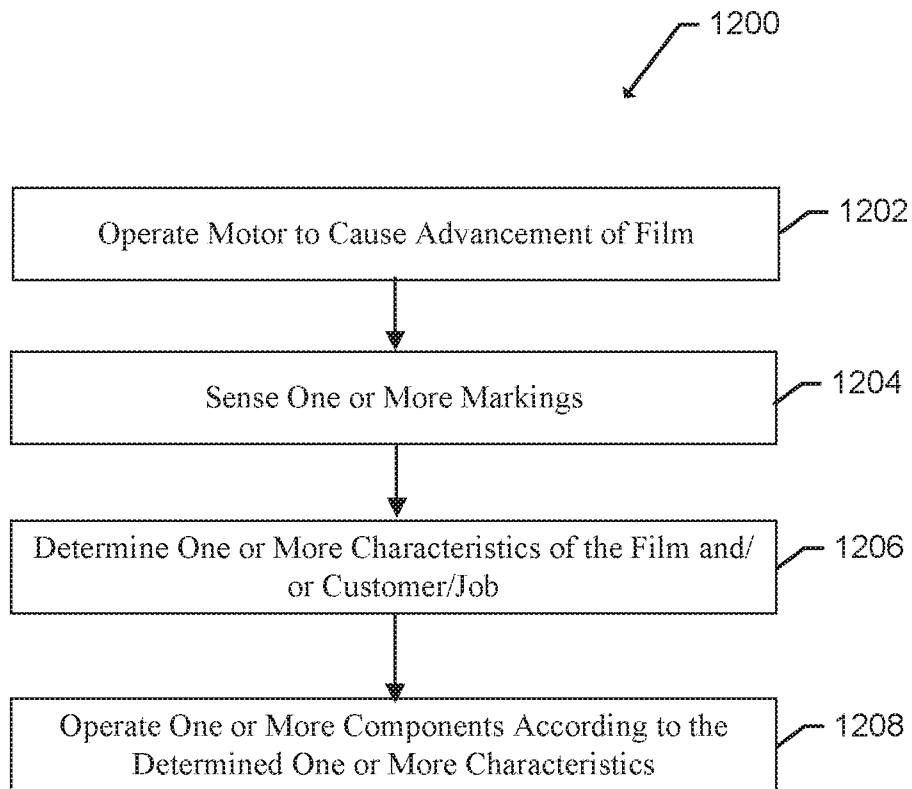 1200
Operate Motor to Cause Advancement of Film
1202
Sense One or More Markings
1204
Determine One or More Characteristics of the Film and/
or Customer/Job
1206
Operate One or More Components According to the
Determined One or More Characteristics
1208